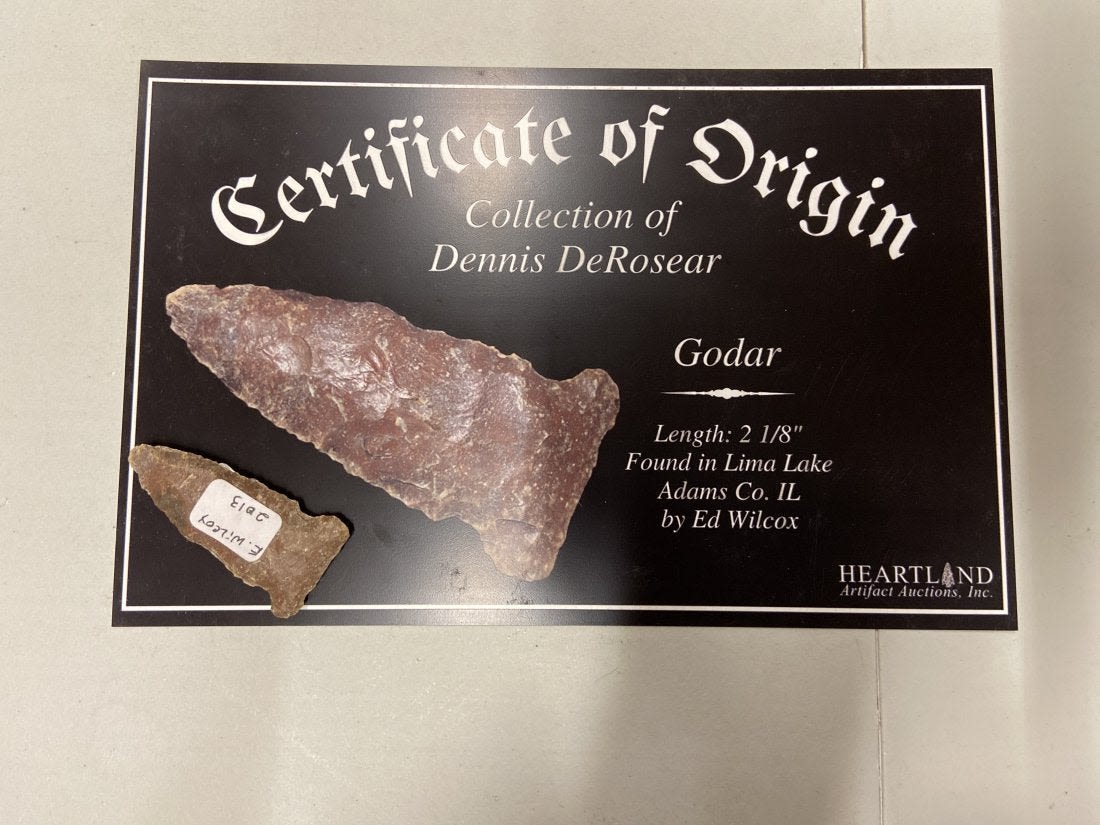 Certificate of Origin
Collection of
Dennis DeRosear
Godar
Length: 2 1/8"
Found in Lima Lake
Adams Co. IL
by Ed Wilcox
E. Wilcox
2013
HEARTLAND
Artifact Auctions, Inc.